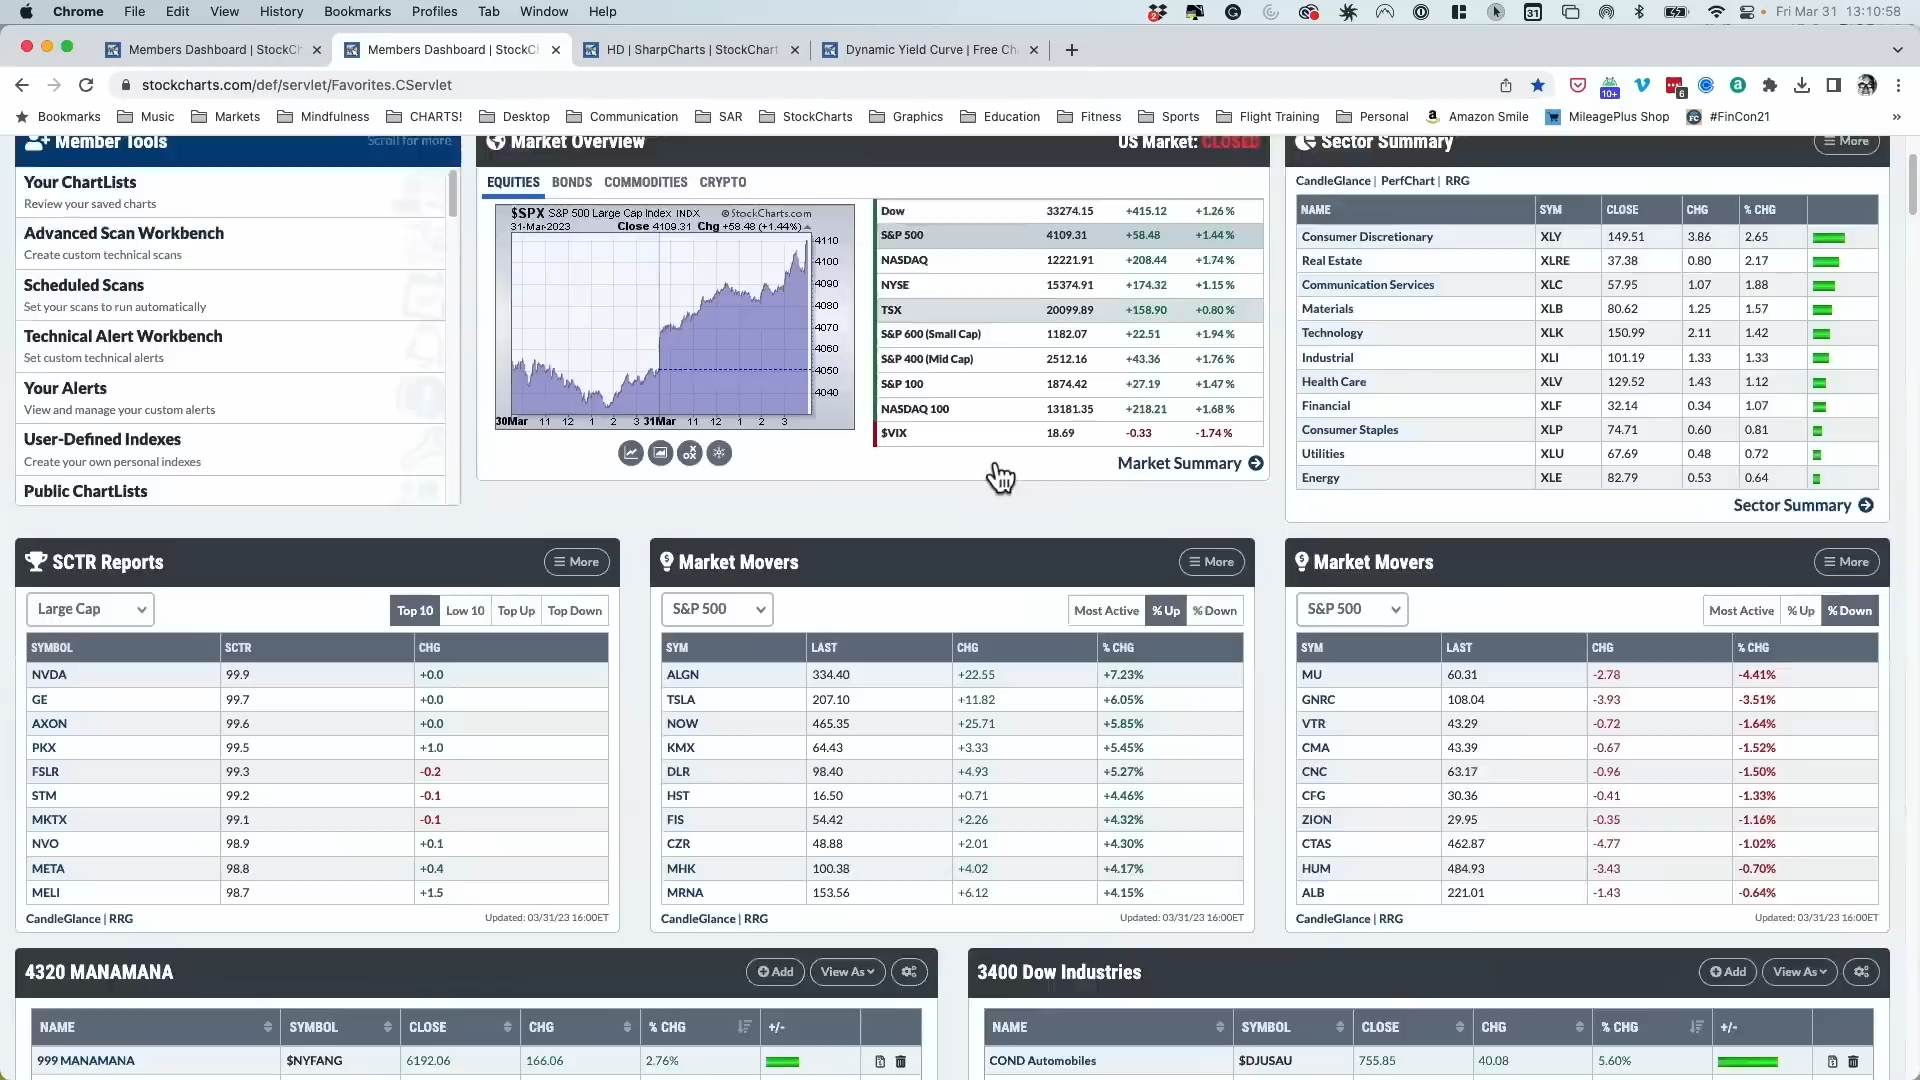 Chrome File Edit View History Bookmarks Profiles Tab Window Help 2 31 Fri Mar 31 13:10:58
Members Dashboard | StockCh Members Dashboard | StockCh HD | SharpCharts | StockChart Dynamic Yield Curve | Free Ch
stockcharts.com/def/servlet/Favorites.CServlet 10+ 6
Bookmarks Music Markets Mindfulness CHARTS! Desktop Communication SAR StockCharts Graphics Education Fitness Sports Flight Training Personal Amazon Smile MileagePlus Shop #FinCon21 »
Member Tools Scroll for more
Your ChartLists
Review your saved charts
Advanced Scan Workbench
Create custom technical scans
Scheduled Scans
Set your scans to run automatically
Technical Alert Workbench
Set custom technical alerts
Your Alerts
View and manage your custom alerts
User-Defined Indexes
Create your own personal indexes
Public ChartLists
Market Overview US Market: CLOSED
EQUITIES BONDS COMMODITIES CRYPTO
$SPX S&P 500 Large Cap Index INDX © StockCharts.com
31-Mar-2023 Close 4109.31 Chg +58.48 (+1.44%)
4110
4100
4090
4080
4070
4060
4050
4040
30Mar 11 12 1 2 3 31Mar 11 12 1 2 3
Dow 33274.15 +415.12 +1.26%
S&P 500 4109.31 +58.48 +1.44%
NASDAQ 12221.91 +208.44 +1.74%
NYSE 15374.91 +174.32 +1.15%
TSX 20099.89 +158.90 +0.80%
S&P 600 (Small Cap) 1182.07 +22.51 +1.94%
S&P 400 (Mid Cap) 2512.16 +43.36 +1.76%
S&P 100 1874.42 +27.19 +1.47%
NASDAQ 100 13181.35 +218.21 +1.68%
$VIX 18.69 -0.33 -1.74%
Market Summary
Sector Summary More
CandleGlance | PerfChart | RRG
NAME SYM CLOSE CHG % CHG
Consumer Discretionary XLY 149.51 3.86 2.65
Real Estate XLRE 37.38 0.80 2.17
Communication Services XLC 57.95 1.07 1.88
Materials XLB 80.62 1.25 1.57
Technology XLK 150.99 2.11 1.42
Industrial XLI 101.19 1.33 1.33
Health Care XLV 129.52 1.43 1.12
Financial XLF 32.14 0.34 1.07
Consumer Staples XLP 74.71 0.60 0.81
Utilities XLU 67.69 0.48 0.72
Energy XLE 82.79 0.53 0.64
Sector Summary
SCTR Reports More
Large Cap Top 10 Low 10 Top Up Top Down
SYMBOL SCTR CHG
NVDA 99.9 +0.0
GE 99.7 +0.0
AXON 99.6 +0.0
PKX 99.5 +1.0
FSLR 99.3 -0.2
STM 99.2 -0.1
MKTX 99.1 -0.1
NVO 98.9 +0.1
META 98.8 +0.4
MELI 98.7 +1.5
CandleGlance | RRG Updated: 03/31/23 16:00ET
Market Movers More
S&P 500 Most Active % Up % Down
SYM LAST CHG % CHG
ALGN 334.40 +22.55 +7.23%
TSLA 207.10 +11.82 +6.05%
NOW 465.35 +25.71 +5.85%
KMX 64.43 +3.33 +5.45%
DLR 98.40 +4.93 +5.27%
HST 16.50 +0.71 +4.46%
FIS 54.42 +2.26 +4.32%
CZR 48.88 +2.01 +4.30%
MHK 100.38 +4.02 +4.17%
MRNA 153.56 +6.12 +4.15%
CandleGlance | RRG Updated: 03/31/23 16:00ET
Market Movers More
S&P 500 Most Active % Up % Down
SYM LAST CHG % CHG
MU 60.31 -2.78 -4.41%
GNRC 108.04 -3.93 -3.51%
VTR 43.29 -0.72 -1.64%
CMA 43.39 -0.67 -1.52%
CNC 63.17 -0.96 -1.50%
CFG 30.36 -0.41 -1.33%
ZION 29.95 -0.35 -1.16%
CTAS 462.87 -4.77 -1.02%
HUM 484.93 -3.43 -0.70%
ALB 221.01 -1.43 -0.64%
CandleGlance | RRG Updated: 03/31/23 16:00ET
4320 MANAMANA Add View As
NAME SYMBOL CLOSE CHG % CHG +/-
999 MANAMANA $NYFANG 6192.06 166.06 2.76%
3400 Dow Industries Add View As
NAME SYMBOL CLOSE CHG % CHG +/-
COND Automobiles $DJUSAU 755.85 40.08 5.60%